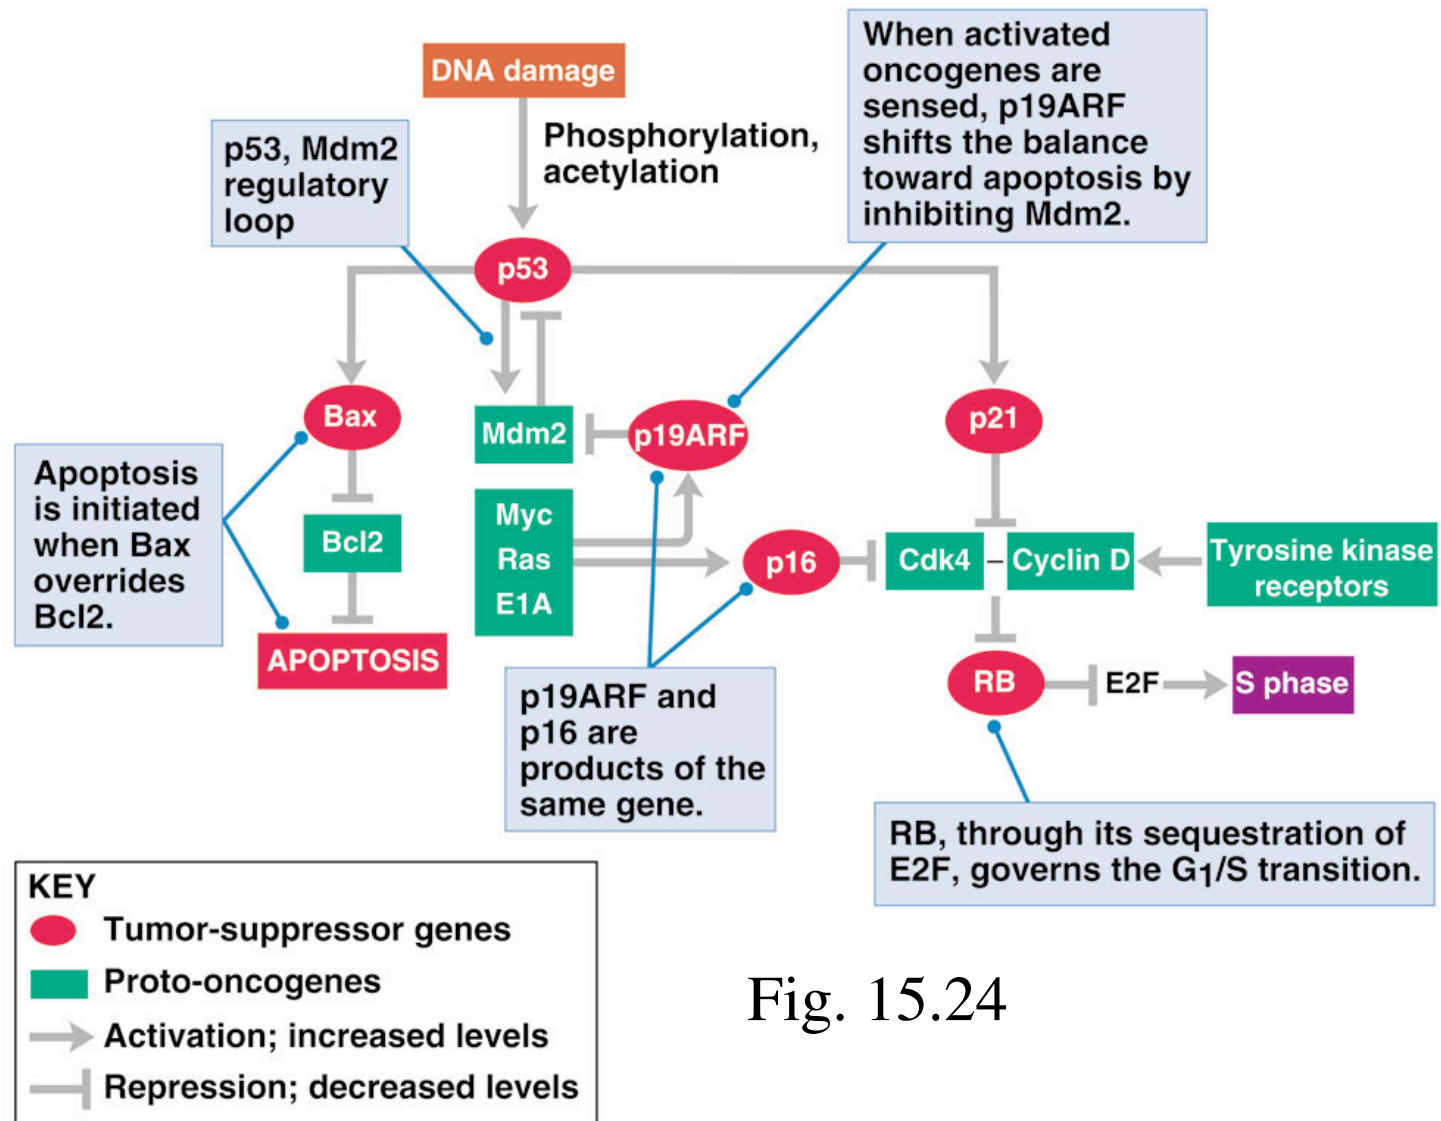 DNA damage
Phosphorylation,
acetylation
When activated
oncogenes are
sensed, p19ARF
shifts the balance
toward apoptosis by
inhibiting Mdm2.
p53, Mdm2
regulatory
loop
p53
Bax
Mdm2
p19ARF
p21
Apoptosis
is initiated
when Bax
overrides
Bcl2.
Bcl2
APOPTOSIS
Myc
Ras
E1A
p16
Cdk4 – Cyclin D
Tyrosine kinase
receptors
RB
E2F
S phase
p19ARF and
p16 are
products of the
same gene.
RB, through its sequestration of
E2F, governs the G1/S transition.
KEY
Tumor-suppressor genes
Proto-oncogenes
Activation; increased levels
Repression; decreased levels
Fig. 15.24